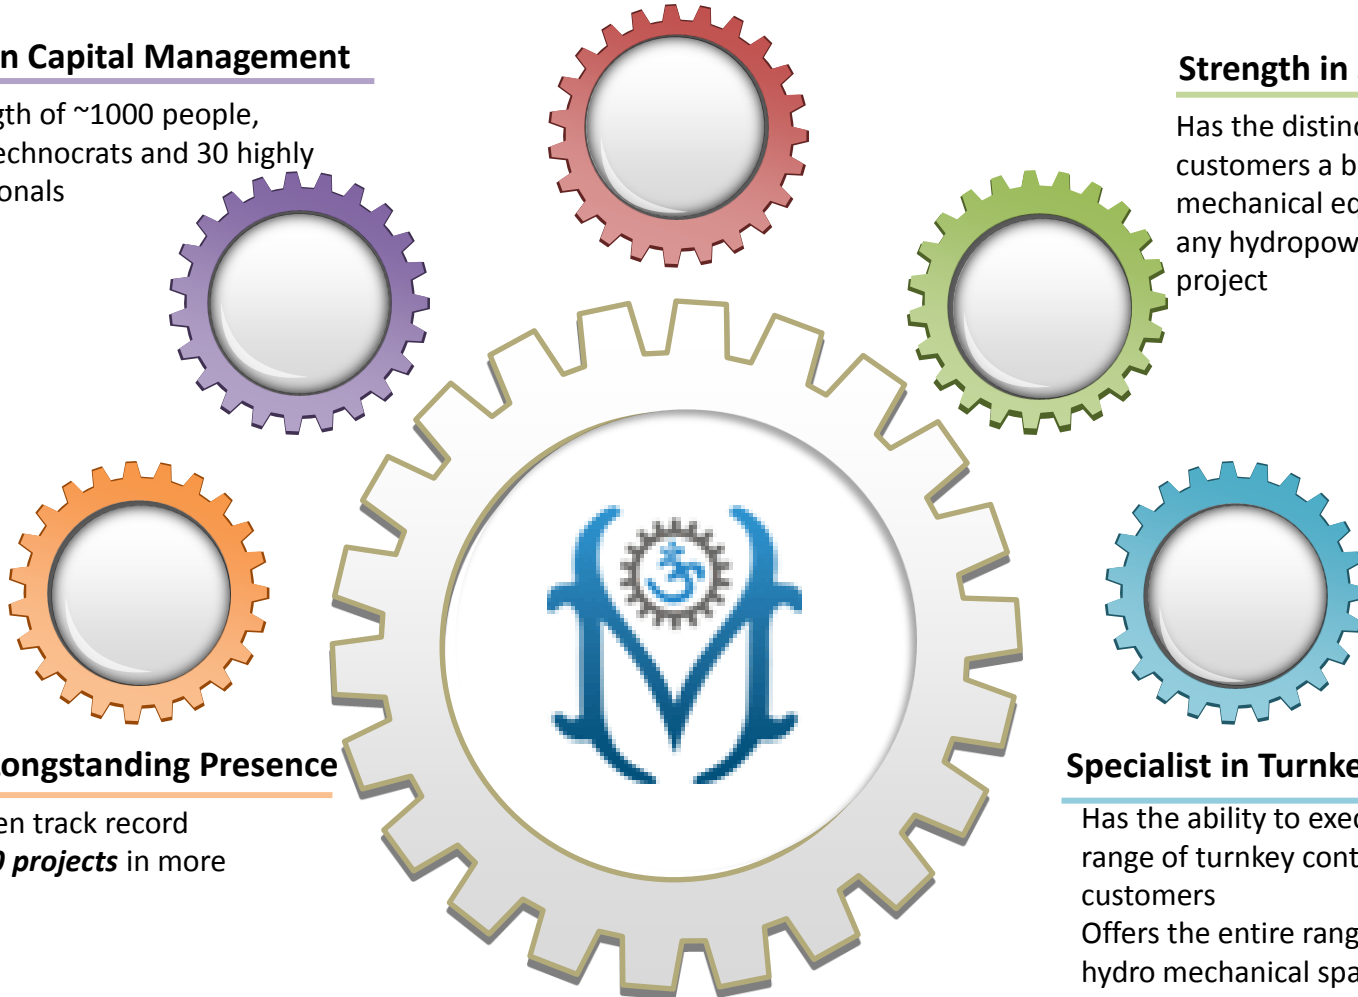 n Capital Management
gth of ~1000 people,
echnocrats and 30 highly
onals
Strength in
Has the distinc
customers a b
mechanical eq
any hydropow
project
ongstanding Presence
en track record
0 projects in more
Specialist in Turnke
Has the ability to exec
range of turnkey cont
customers
Offers the entire rang
hydro mechanical spa
ॐ